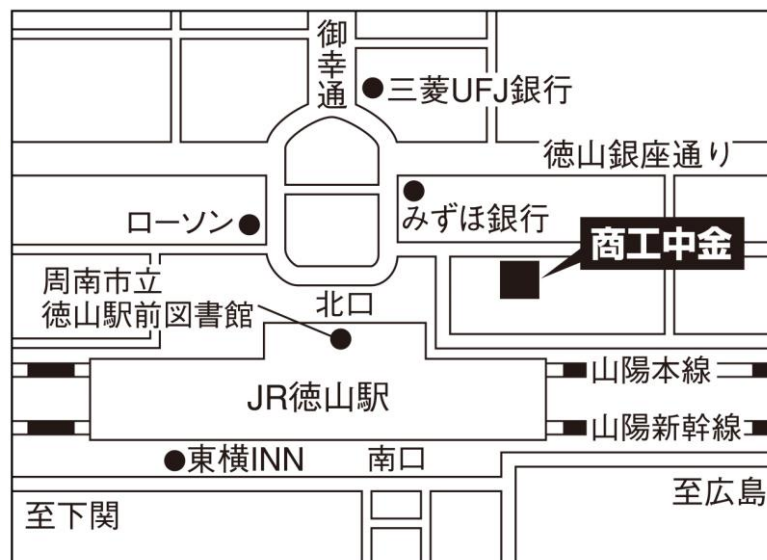 御幸通
三菱UFJ銀行
徳山銀座通り
みずほ銀行
ローソン
商工中金
周南市立
徳山駅前図書館
北口
山陽本線
JR徳山駅
山陽新幹線
東横INN
南口
至広島
至下関